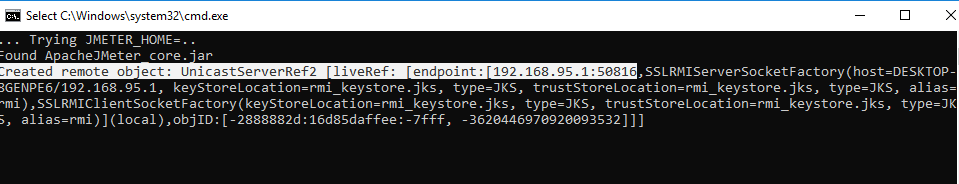 Select C:\Windows\system32\cmd.exe
... Trying JMETER_HOME=..
Found ApacheJMeter_core.jar
Created remote object: UnicastServerRef2 [liveRef: [endpoint:[192.168.95.1:50816,SSLRMIServerSocketFactory(host=DESKTOP-
8GENPE6/192.168.95.1, keyStoreLocation=rmi_keystore.jks, type=JKS, trustStoreLocation=rmi_keystore.jks, type=JKS, alias=
rmi),SSLRMIClientSocketFactory(keyStoreLocation=rmi_keystore.jks, type=JKS, trustStoreLocation=rmi_keystore.jks, type=JK
S, alias=rmi)](local),objID:[-2888882d:16d85daffee:-7fff, -3620446970920093532]]]